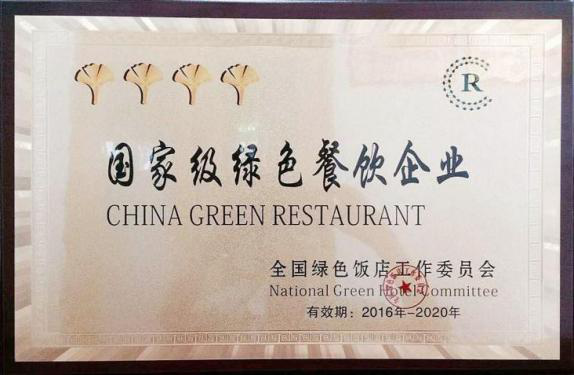 R
国家级绿色餐饮企业
CHINA GREEN RESTAURANT
全国绿色饭店工作委员会
National Green Hotel Committee
有效期：2016年-2020年